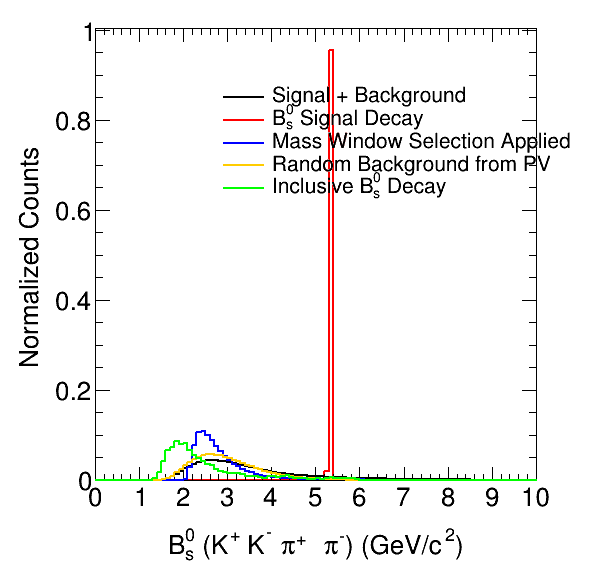 1
Signal + Background
B⁰ₛ Signal Decay
0.8
Mass Window Selection Applied
Random Background from PV
Inclusive B⁰ₛ Decay
0.6
Normalized Counts
0.4
0.2
0
0 1 2 3 4 5 6 7 8 9 10
B⁰ₛ (K⁺ K⁻ π⁺ π⁻) (GeV/c²)